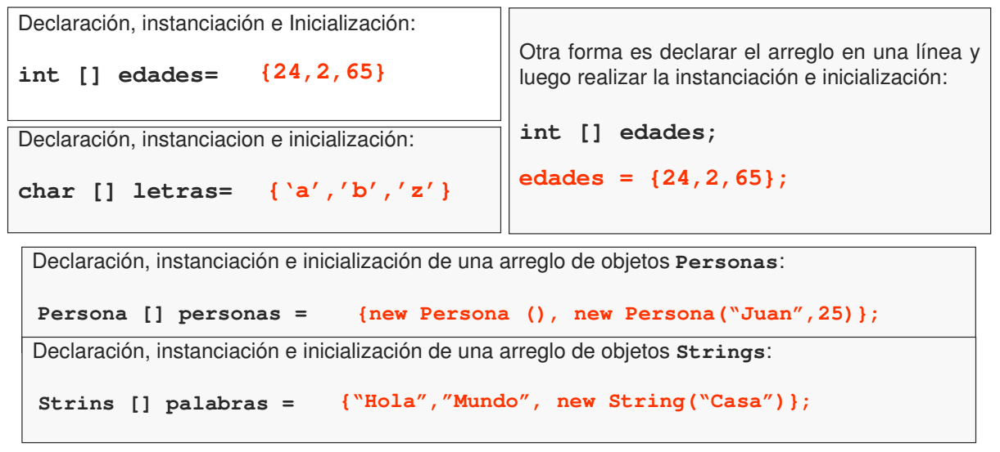 Declaración, instanciación e Inicialización:
int [] edades= {24,2,65}
Declaración, instanciacion e inicialización:
char [] letras= {‘a’,’b’,’z’}
Otra forma es declarar el arreglo en una línea y
luego realizar la instanciación e inicialización:
int [] edades;
edades = {24,2,65};
Declaración, instanciación e inicialización de una arreglo de objetos Personas:
Persona [] personas = {new Persona (), new Persona(“Juan”,25)};
Declaración, instanciación e inicialización de una arreglo de objetos Strings:
Strins [] palabras = {“Hola”,”Mundo”, new String(“Casa”)};